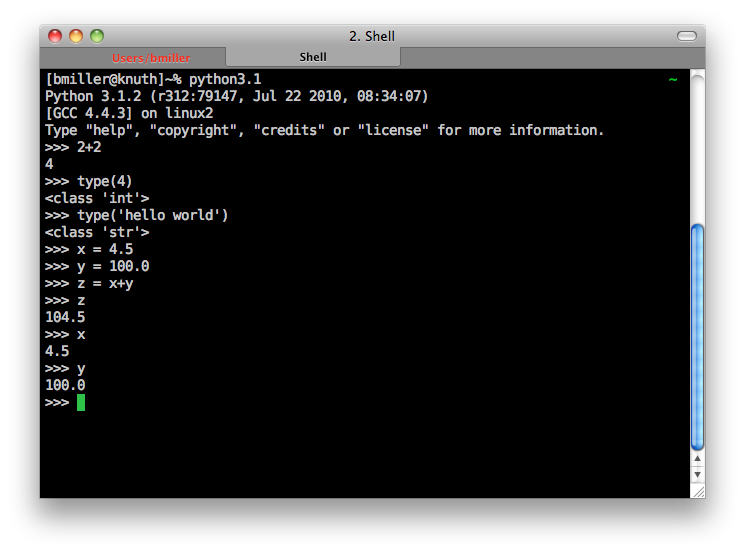 2. Shell
Users/bmiller
Shell
[bmiller@knuth]~% python3.1 ~
Python 3.1.2 (r312:79147, Jul 22 2010, 08:34:07)
[GCC 4.4.3] on linux2
Type "help", "copyright", "credits" or "license" for more information.
>>> 2+2
4
>>> type(4)
<class 'int'>
>>> type('hello world')
<class 'str'>
>>> x = 4.5
>>> y = 100.0
>>> z = x+y
>>> z
104.5
>>> x
4.5
>>> y
100.0
>>>